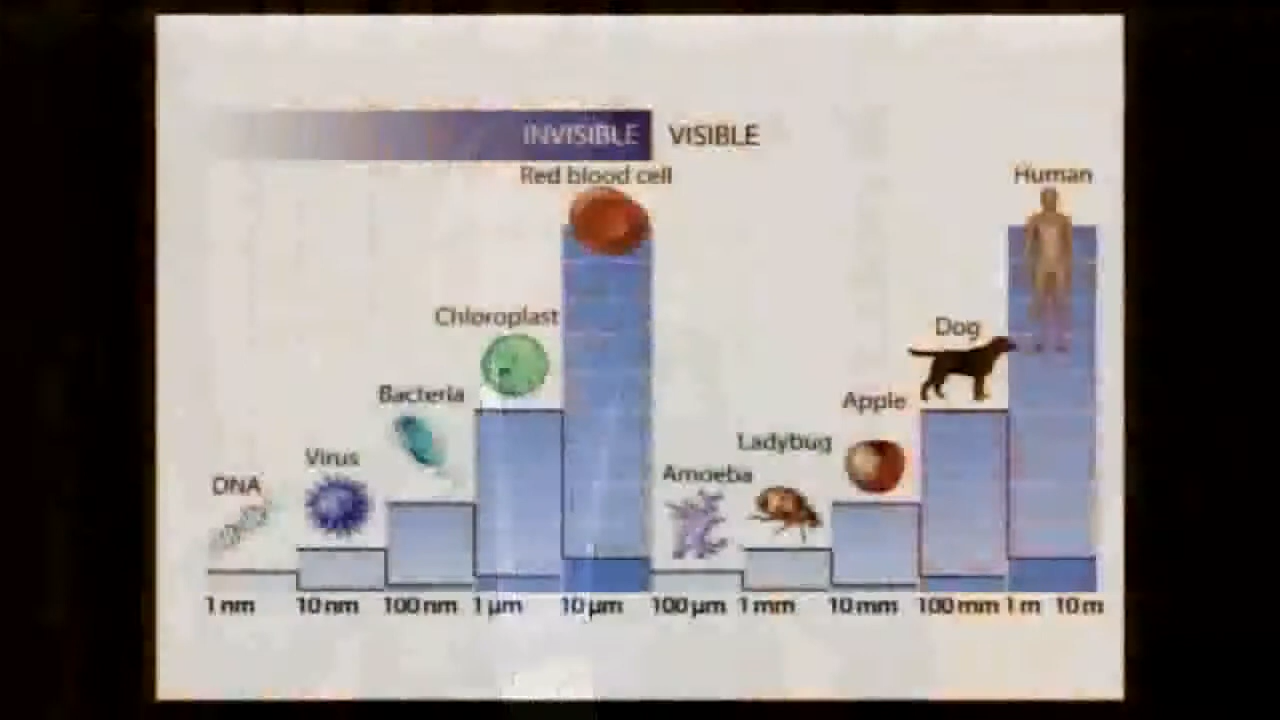 INVISIBLE VISIBLE
Red blood cell
Human
Chloroplast
Dog
Bacteria
Apple
Ladybug
Virus
Amoeba
DNA
1 nm 10 nm 100 nm 1 µm 10 µm 100 µm 1 mm 10 mm 100 mm 1 m 10 m